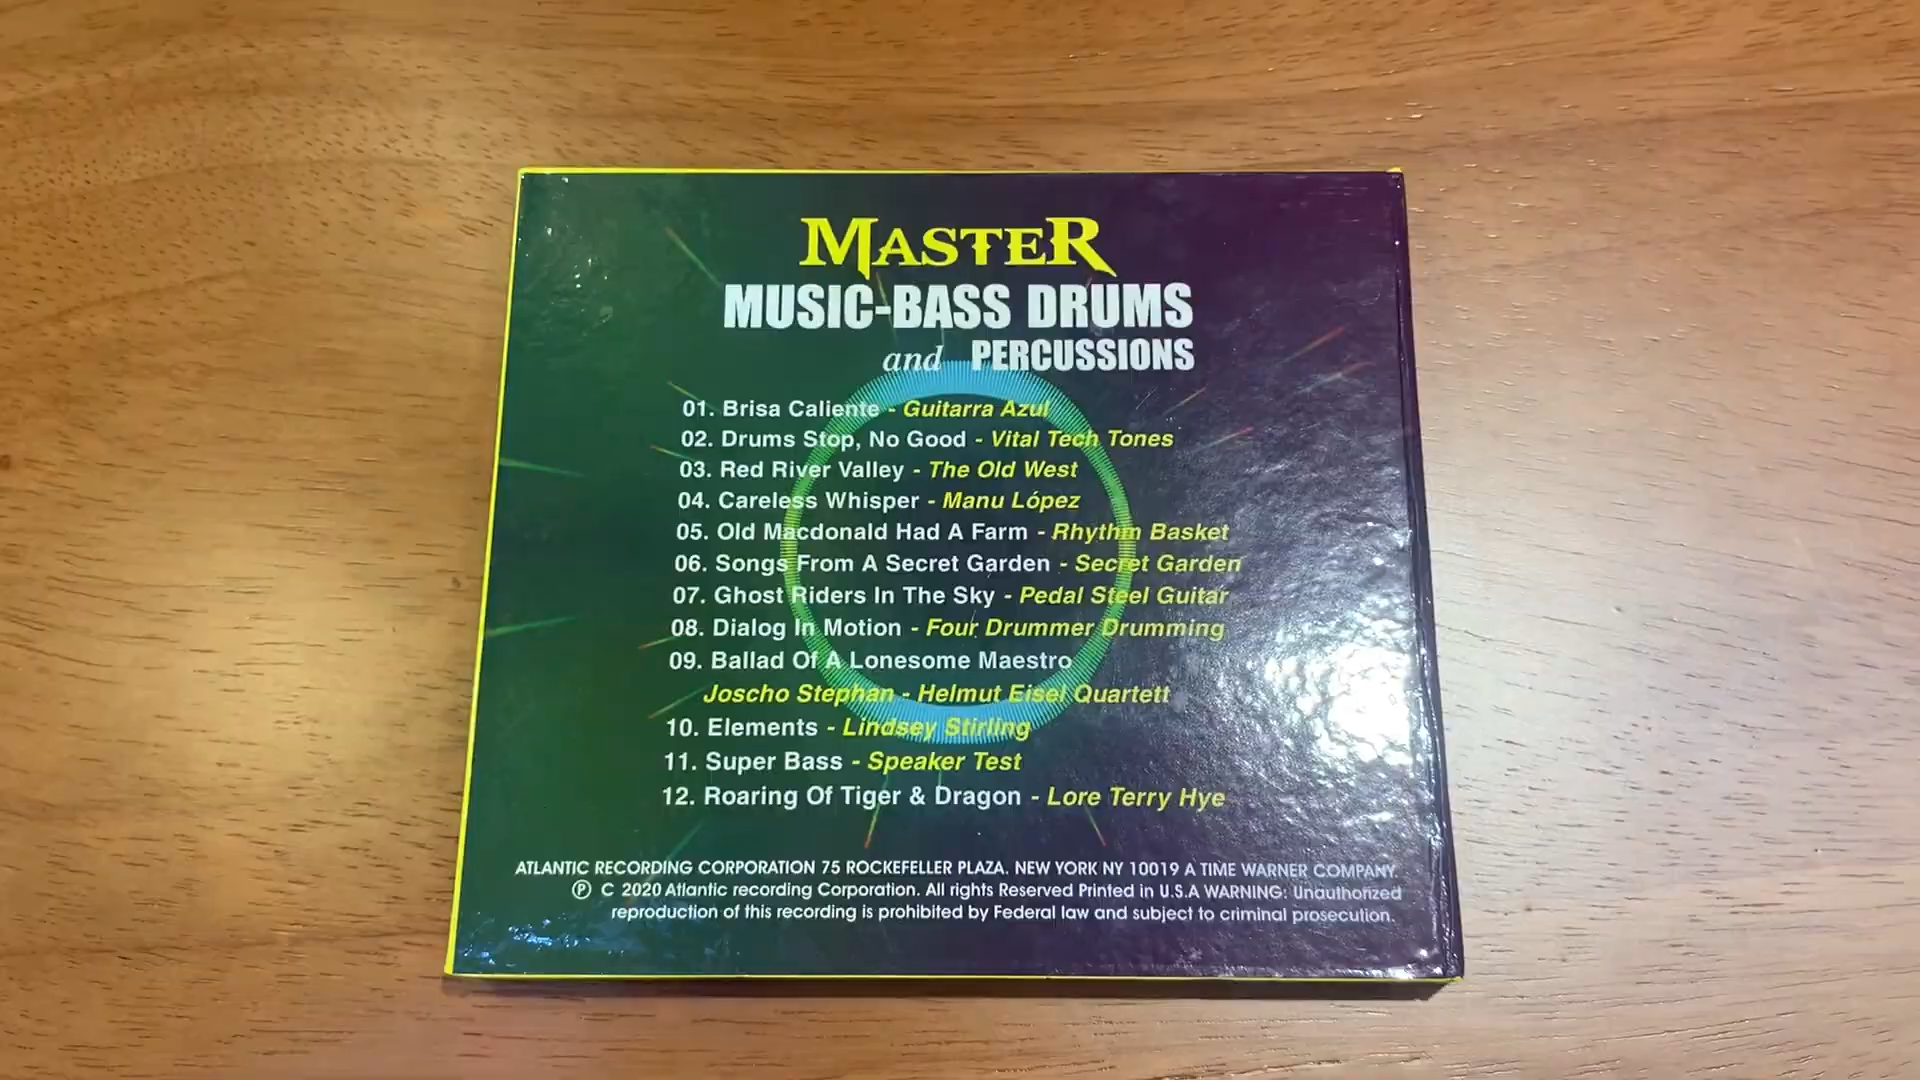 MASTER
MUSIC-BASS DRUMS
and PERCUSSIONS
01. Brisa Caliente - Guitarra Azul
02. Drums Stop, No Good - Vital Tech Tones
03. Red River Valley - The Old West
04. Careless Whisper - Manu López
05. Old Macdonald Had A Farm - Rhythm Basket
06. Songs From A Secret Garden - Secret Garden
07. Ghost Riders In The Sky - Pedal Steel Guitar
08. Dialog In Motion - Four Drummer Drumming
09. Ballad Of A Lonesome Maestro
Joscho Stephan - Helmut Eisel Quartett
10. Elements - Lindsey Stirling
11. Super Bass - Speaker Test
12. Roaring Of Tiger & Dragon - Lore Terry Hye
ATLANTIC RECORDING CORPORATION 75 ROCKEFELLER PLAZA. NEW YORK NY 10019 A TIME WARNER COMPANY.
℗ C 2020 Atlantic recording Corporation. All rights Reserved Printed in U.S.A WARNING: Unauthorized
reproduction of this recording is prohibited by Federal law and subject to criminal prosecution.